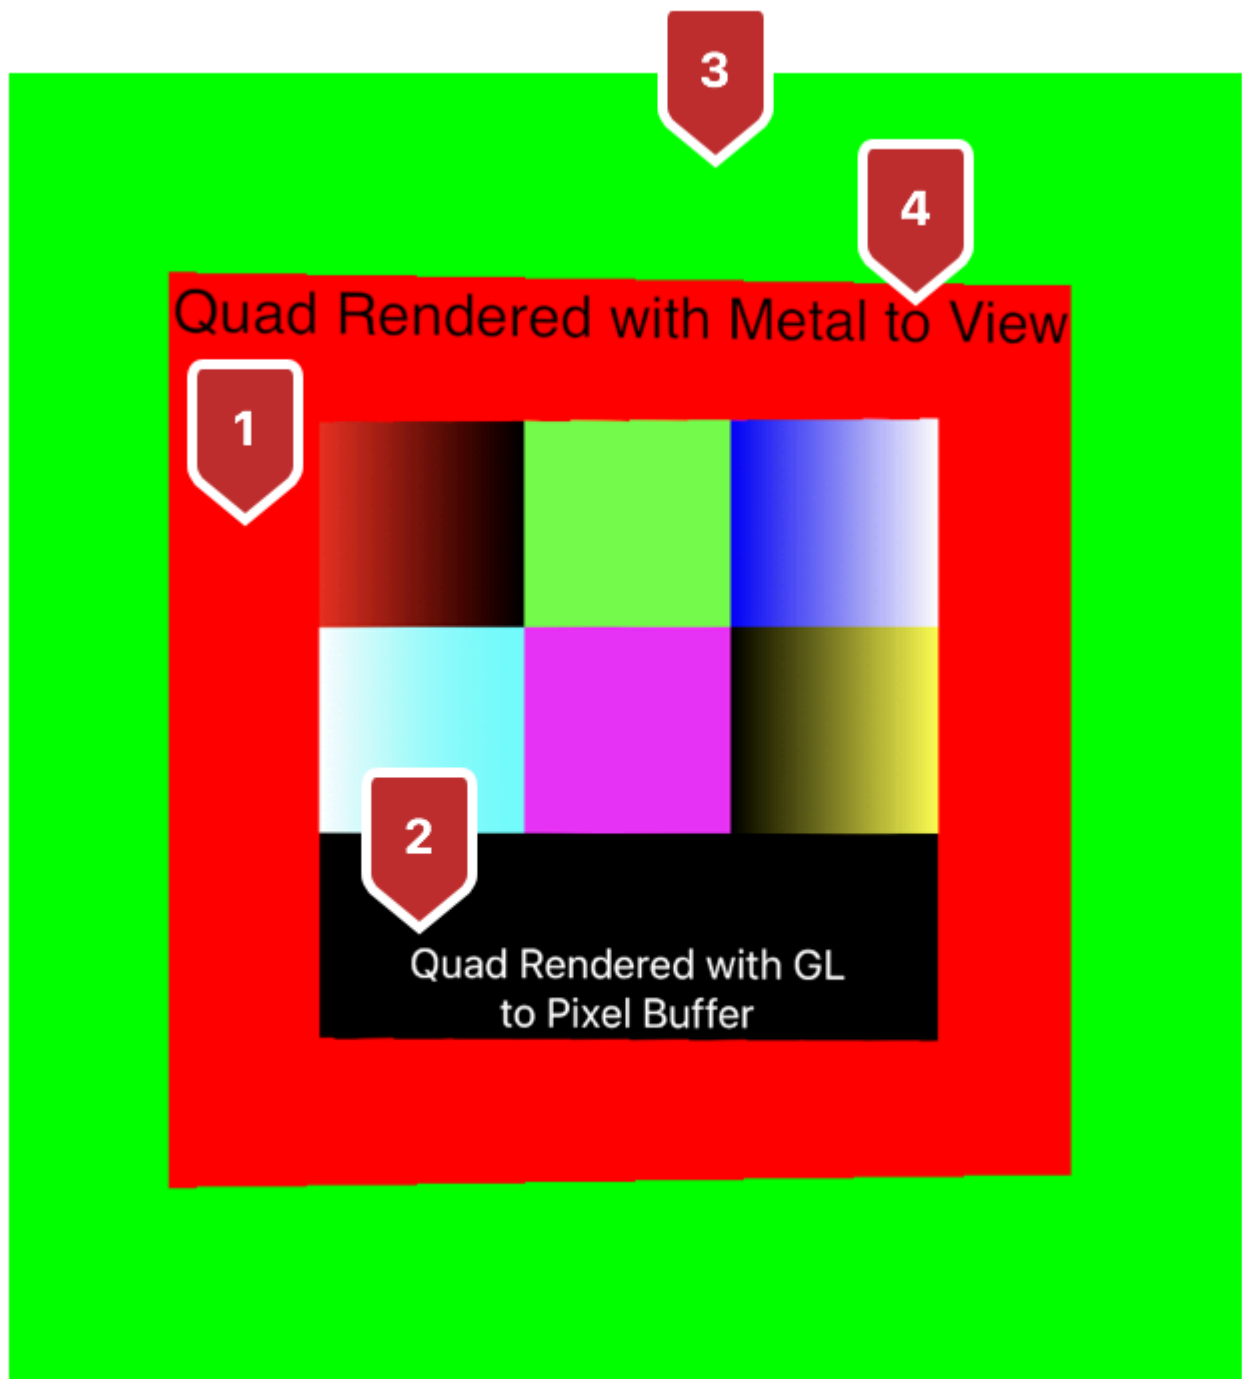 3
4
Quad Rendered with Metal to View
1
2
Quad Rendered with GL
to Pixel Buffer